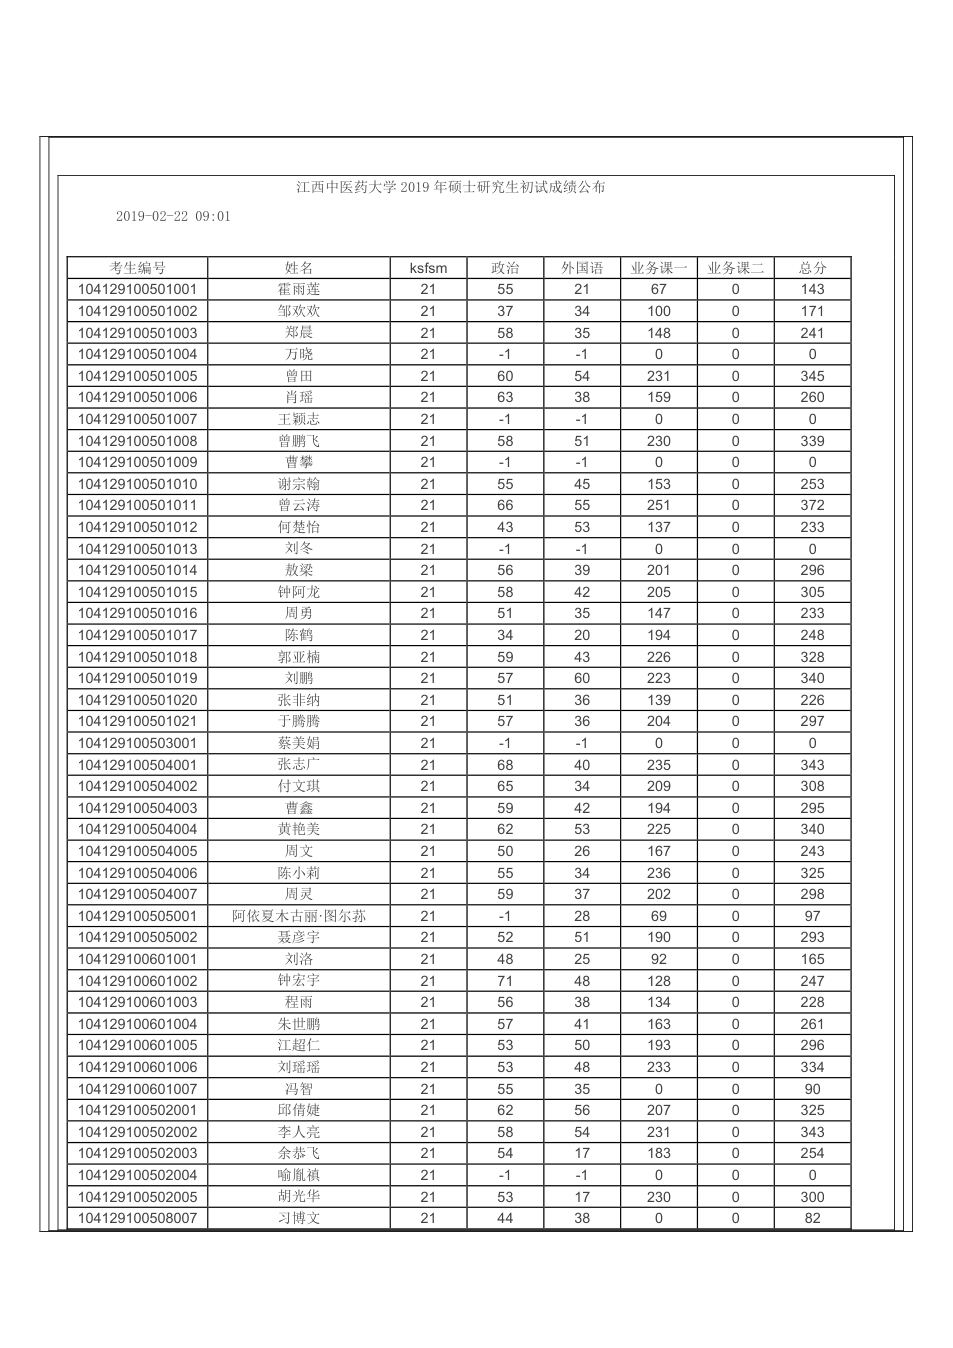 江西中医药大学 2019 年硕士研究生初试成绩公布
2019-02-22 09:01
考生编号 姓名 ksfsm 政治 外国语 业务课一 业务课二 总分
104129100501001 霍雨莲 21 55 21 67 0 143
104129100501002 邹欢欢 21 37 34 100 0 171
104129100501003 郑晨 21 58 35 148 0 241
104129100501004 万晓 21 -1 -1 0 0 0
104129100501005 曾田 21 60 54 231 0 345
104129100501006 肖瑶 21 63 38 159 0 260
104129100501007 王颖志 21 -1 -1 0 0 0
104129100501008 曾鹏飞 21 58 51 230 0 339
104129100501009 曹攀 21 -1 -1 0 0 0
104129100501010 谢宗翰 21 55 45 153 0 253
104129100501011 曾云涛 21 66 55 251 0 372
104129100501012 何楚怡 21 43 53 137 0 233
104129100501013 刘冬 21 -1 -1 0 0 0
104129100501014 敖梁 21 56 39 201 0 296
104129100501015 钟阿龙 21 58 42 205 0 305
104129100501016 周勇 21 51 35 147 0 233
104129100501017 陈鹤 21 34 20 194 0 248
104129100501018 郭亚楠 21 59 43 226 0 328
104129100501019 刘鹏 21 57 60 223 0 340
104129100501020 张非纳 21 51 36 139 0 226
104129100501021 于腾腾 21 57 36 204 0 297
104129100503001 蔡美娟 21 -1 -1 0 0 0
104129100504001 张志广 21 68 40 235 0 343
104129100504002 付文琪 21 65 34 209 0 308
104129100504003 曹鑫 21 59 42 194 0 295
104129100504004 黄艳美 21 62 53 225 0 340
104129100504005 周文 21 50 26 167 0 243
104129100504006 陈小莉 21 55 34 236 0 325
104129100504007 周灵 21 59 37 202 0 298
104129100505001 阿依夏木古丽·图尔荪 21 -1 28 69 0 97
104129100505002 聂彦宇 21 52 51 190 0 293
104129100601001 刘洛 21 48 25 92 0 165
104129100601002 钟宏宇 21 71 48 128 0 247
104129100601003 程雨 21 56 38 134 0 228
104129100601004 朱世鹏 21 57 41 163 0 261
104129100601005 江超仁 21 53 50 193 0 296
104129100601006 刘瑶瑶 21 53 48 233 0 334
104129100601007 冯智 21 55 35 0 0 90
104129100502001 邱倩婕 21 62 56 207 0 325
104129100502002 李人亮 21 58 54 231 0 343
104129100502003 余恭飞 21 54 17 183 0 254
104129100502004 喻胤禛 21 -1 -1 0 0 0
104129100502005 胡光华 21 53 17 230 0 300
104129100508007 习博文 21 44 38 0 0 82